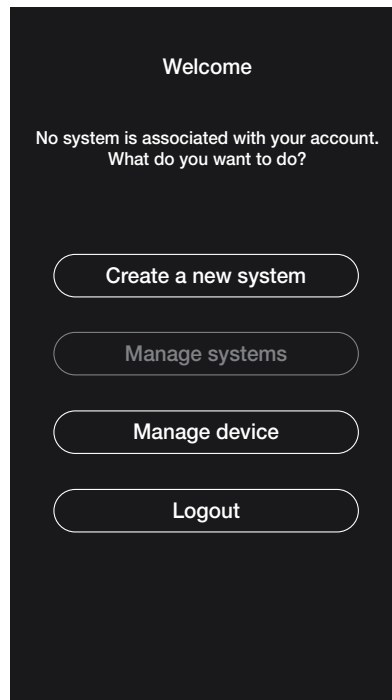 Welcome
No system is associated with your account.
What do you want to do?
Create a new system
Manage systems
Manage device
Logout